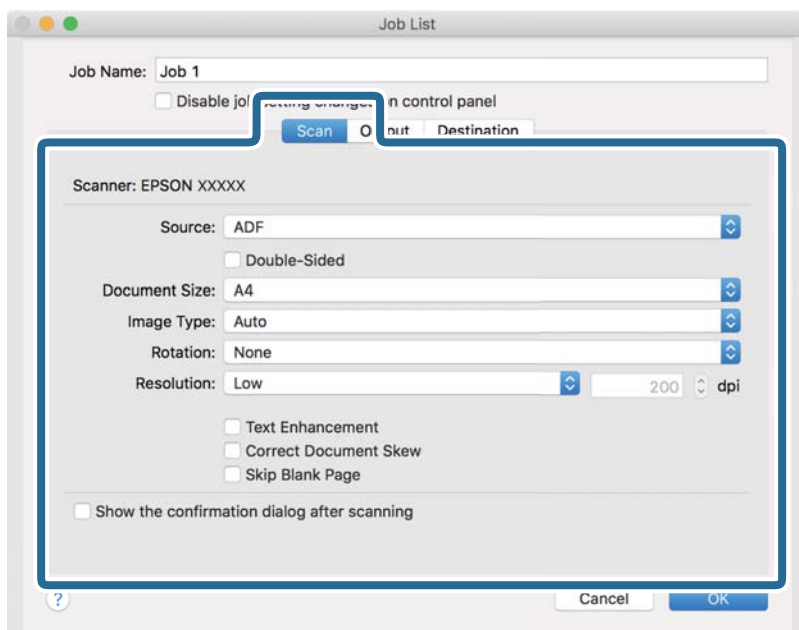 Job List
Job Name: Job 1
Disable job control panel
Scan Destination
Scanner: EPSON XXXXX
Source: ADF
Double-Sided
Document Size: A4
Image Type: Auto
Rotation: None
Resolution: Low 200 dpi
Text Enhancement
Correct Document Skew
Skip Blank Page
Show the confirmation dialog after scanning
? Cancel OK